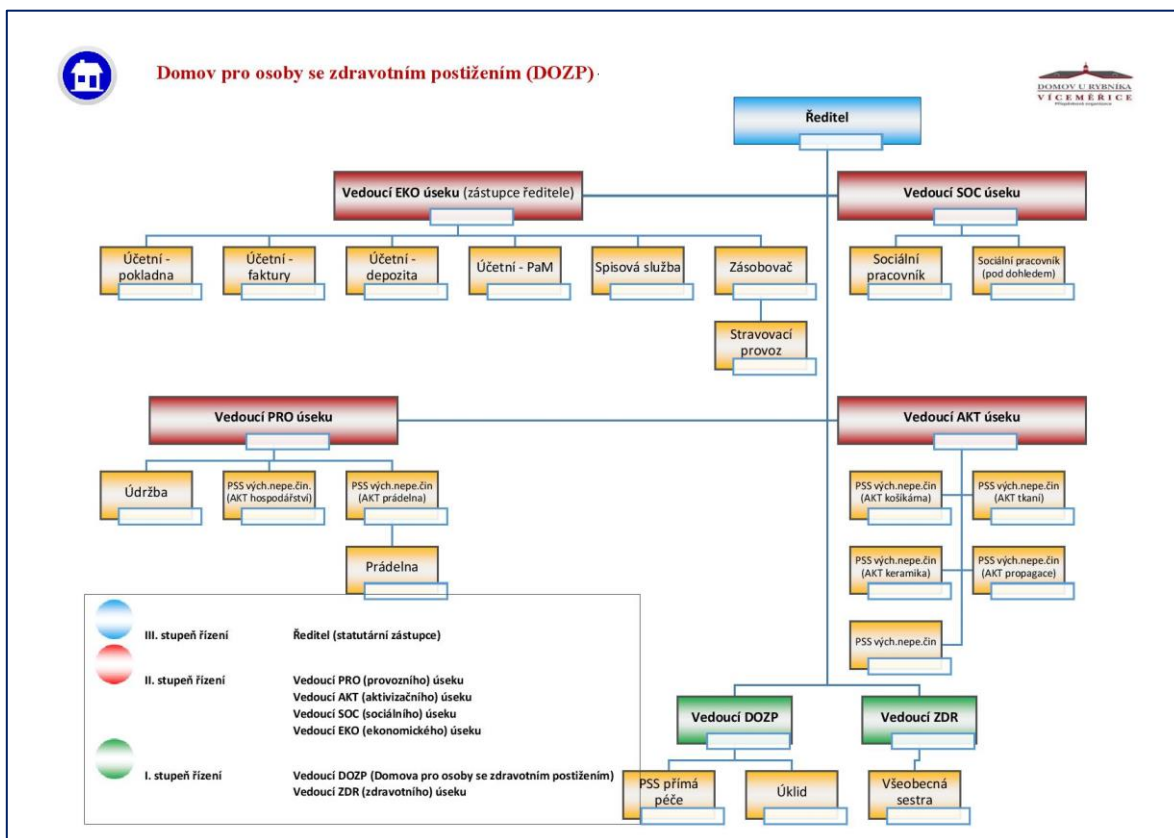 Domov pro osoby se zdravotním postižením (DOZP)
DOMOV U RYBNÍKA
VÍCEMĚŘICE
Příspěvková organizace
Ředitel
Vedoucí EKO úseku (zástupce ředitele)
Vedoucí SOC úseku
Účetní -
pokladna
Účetní -
faktury
Účetní -
depozita
Účetní - PaM
Spisová služba
Zásobovač
Sociální
pracovník
Sociální pracovník
(pod dohledem)
Stravovací
provoz
Vedoucí PRO úseku
Vedoucí AKT úseku
Údržba
PSS vých.nepe.čin.
(AKT hospodářství)
PSS vých.nepe.čin
(AKT prádelna)
PSS vých.nepe.čin
(AKT košíkárna)
PSS vých.nepe.čin
(AKT tkaní)
Prádelna
PSS vých.nepe.čin
(AKT keramika)
PSS vých.nepe.čin
(AKT propagace)
PSS vých.nepe.čin
III. stupeň řízení Ředitel (statutární zástupce)
II. stupeň řízení Vedoucí PRO (provozního) úseku
Vedoucí AKT (aktivizačního) úseku
Vedoucí SOC (sociálního) úseku
Vedoucí EKO (ekonomického) úseku
I. stupeň řízení Vedoucí DOZP (Domova pro osoby se zdravotním postižením)
Vedoucí ZDR (zdravotního) úseku
Vedoucí DOZP
Vedoucí ZDR
PSS přímá
péče
Úklid
Všeobecná
sestra